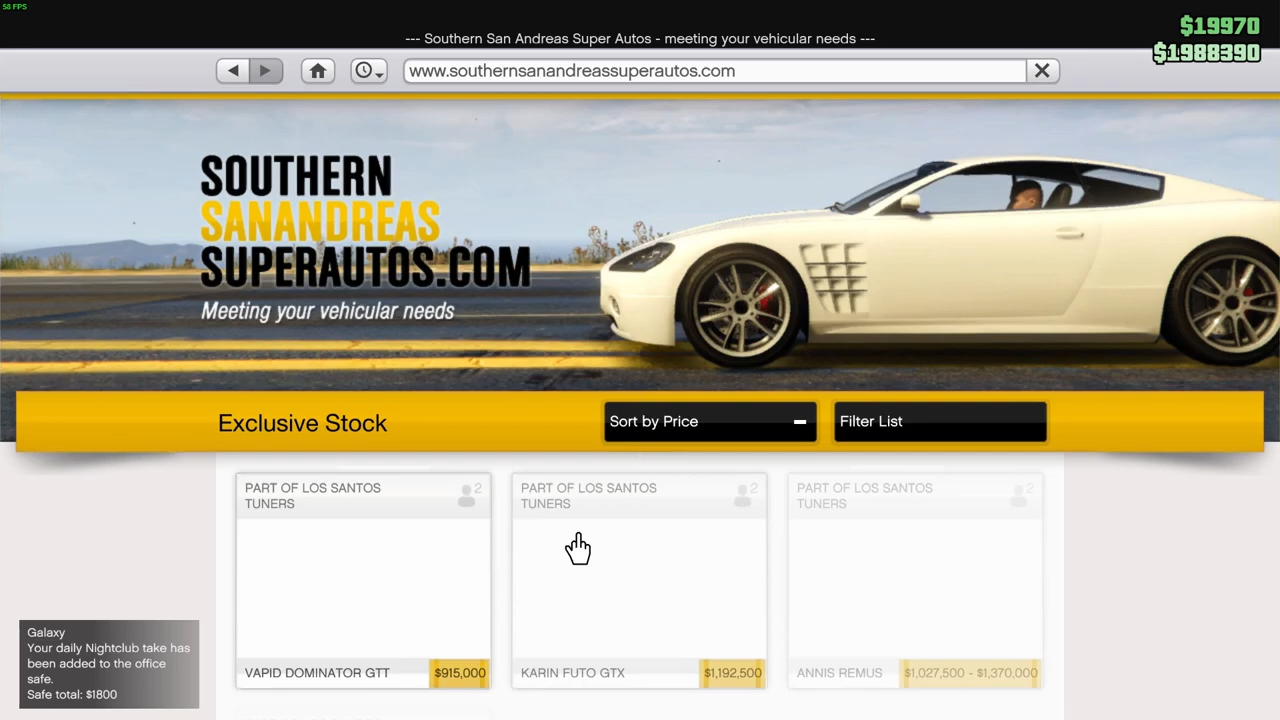 58 FPS
$19970
--- Southern San Andreas Super Autos - meeting your vehicular needs ---
$1988390
www.southernsanandreassuperautos.com
SOUTHERN
SANANDREAS
SUPERAUTOS.COM
Meeting your vehicular needs
Exclusive Stock
Sort by Price
Filter List
PART OF LOS SANTOS
TUNERS
2
PART OF LOS SANTOS
TUNERS
2
PART OF LOS SANTOS
TUNERS
2
VAPID DOMINATOR GTT
$915,000
KARIN FUTO GTX
$1,192,500
ANNIS REMUS
$1,027,500 - $1,370,000
Galaxy
Your daily Nightclub take has
been added to the office
safe.
Safe total: $1800